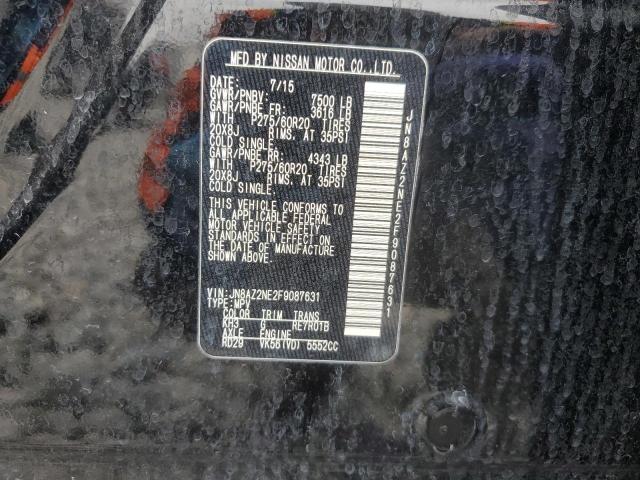 MFD BY NISSAN MOTOR CO.,LTD.
DATE: 7/15
GVWR/PNBV: 7500 LB
GAWR/PNBE FR: 3616 LB
WITH P275/60R20 TIRES
20X8J RIMS. AT 35PSI
COLD SINGLE
GAWR/PNBE RR: 4343 LB
WITH P275/60R20 TIRES
20X8J RIMS. AT 35PSI
COLD SINGLE
THIS VEHICLE CONFORMS TO
ALL APPLICABLE FEDERAL
MOTOR VEHICLE SAFETY
STANDARDS IN EFFECT ON
THE DATE OF MANUFACTURE
SHOWN ABOVE.
VIN: JN8AZ2NE2F9087631
TYPE: MPV
COLOR TRIM TRANS
KH3 G RE7R01B
AXLE ENGINE
RD29 VK56(VD) 5552CC
JN8AZ2NE2F9087631